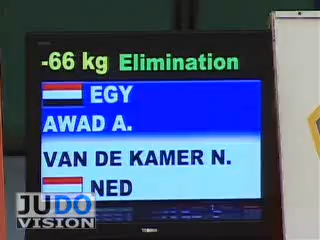 -66 kg Elimination
EGY
AWAD A.
VAN DE KAMER N.
NED
JUDO
VISION